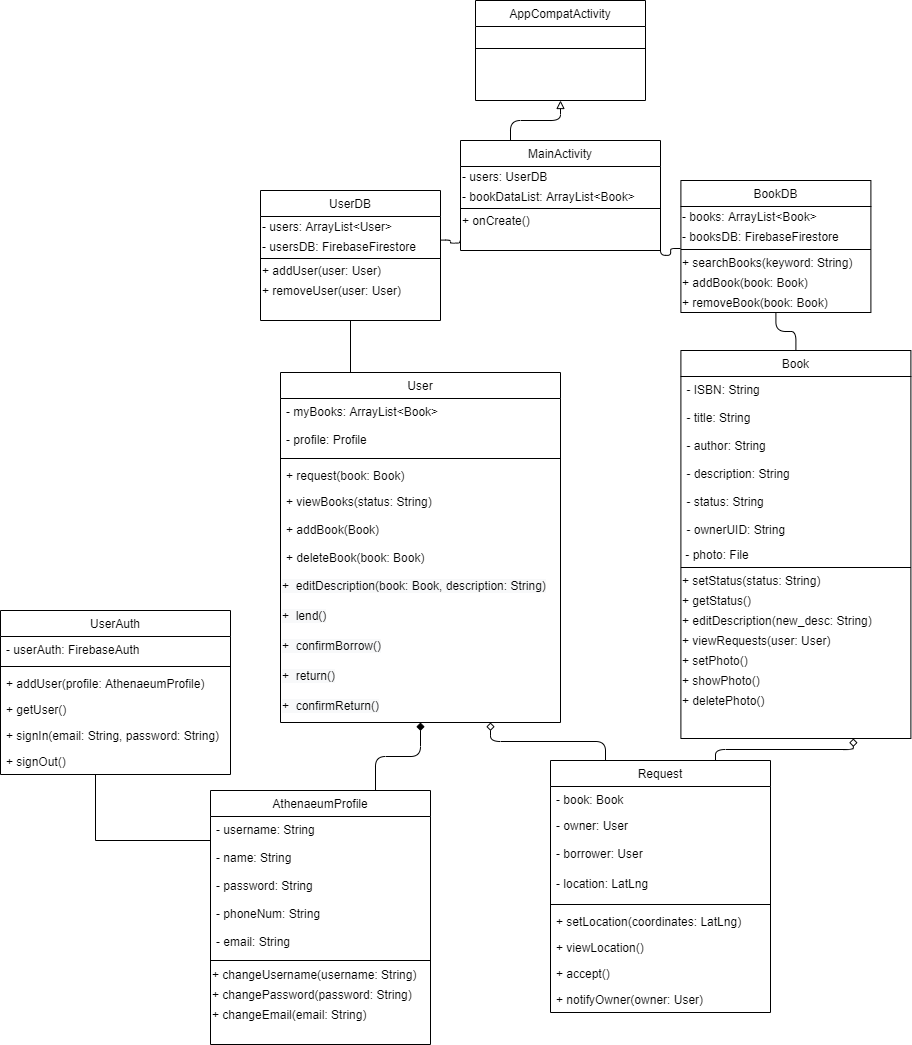 AppCompatActivity
MainActivity
- users: UserDB
- bookDataList: ArrayList<Book>
+ onCreate()
UserDB
- users: ArrayList<User>
- usersDB: FirebaseFirestore
+ addUser(user: User)
+ removeUser(user: User)
BookDB
- books: ArrayList<Book>
- booksDB: FirebaseFirestore
+ searchBooks(keyword: String)
+ addBook(book: Book)
+ removeBook(book: Book)
User
- myBooks: ArrayList<Book>
- profile: Profile
+ request(book: Book)
+ viewBooks(status: String)
+ addBook(Book)
+ deleteBook(book: Book)
+ editDescription(book: Book, description: String)
+ lend()
+ confirmBorrow()
+ return()
+ confirmReturn()
Book
- ISBN: String
- title: String
- author: String
- description: String
- status: String
- ownerUID: String
- photo: File
+ setStatus(status: String)
+ getStatus()
+ editDescription(new_desc: String)
+ viewRequests(user: User)
+ setPhoto()
+ showPhoto()
+ deletePhoto()
UserAuth
- userAuth: FirebaseAuth
+ addUser(profile: AthenaeumProfile)
+ getUser()
+ signIn(email: String, password: String)
+ signOut()
AthenaeumProfile
- username: String
- name: String
- password: String
- phoneNum: String
- email: String
+ changeUsername(username: String)
+ changePassword(password: String)
+ changeEmail(email: String)
Request
- book: Book
- owner: User
- borrower: User
- location: LatLng
+ setLocation(coordinates: LatLng)
+ viewLocation()
+ accept()
+ notifyOwner(owner: User)